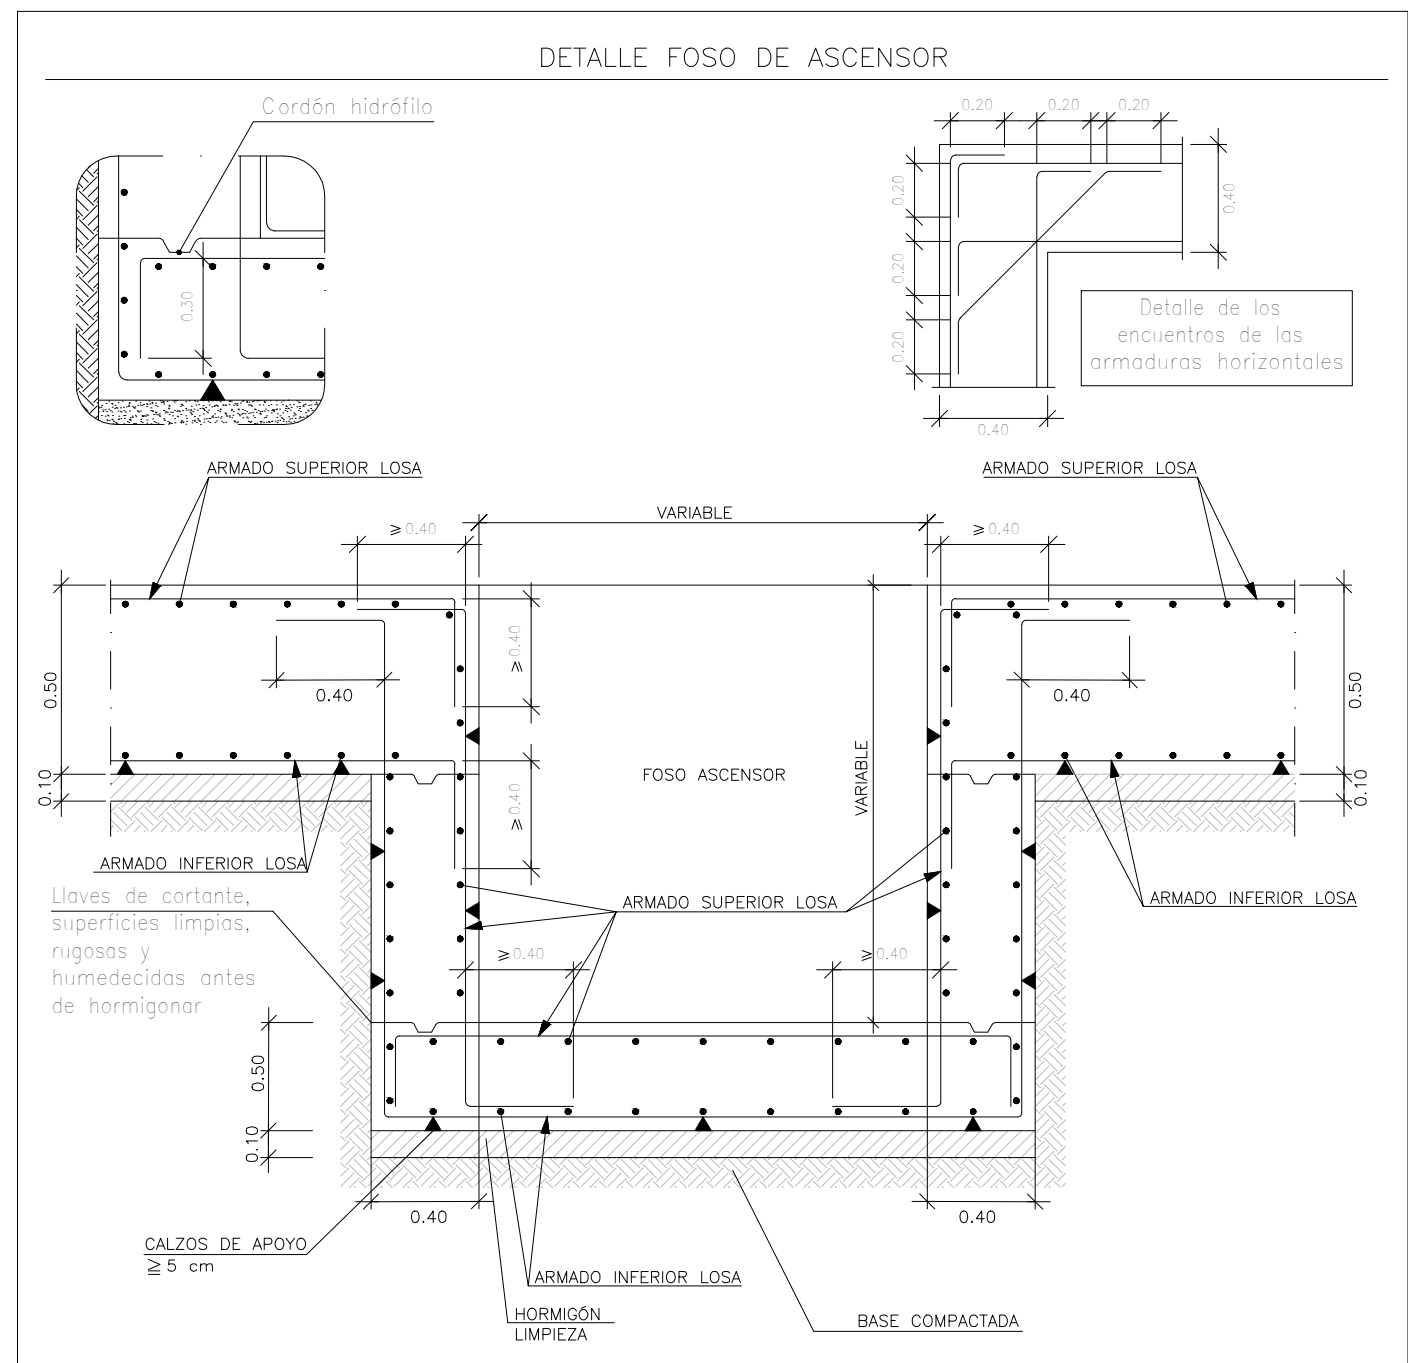 DETALLE FOSO DE ASCENSOR
Cordón hidrófilo
0.30
0.20
0.20
0.20
0.20
0.20
0.20
0.40
0.40
Detalle de los
encuentros de las
armaduras horizontales
ARMADO SUPERIOR LOSA
ARMADO SUPERIOR LOSA
VARIABLE
≥0.40
≥0.40
0.50
0.10
0.40
≥0.40
≥0.40
FOSO ASCENSOR
VARIABLE
0.40
0.50
0.10
ARMADO INFERIOR LOSA
ARMADO SUPERIOR LOSA
ARMADO INFERIOR LOSA
Llaves de cortante,
superficies limpias,
rugosas y
humedecidas antes
de hormigonar
≥0.40
≥0.40
0.50
0.10
0.40
0.40
CALZOS DE APOYO
≥5 cm
ARMADO INFERIOR LOSA
HORMIGÓN
LIMPIEZA
BASE COMPACTADA